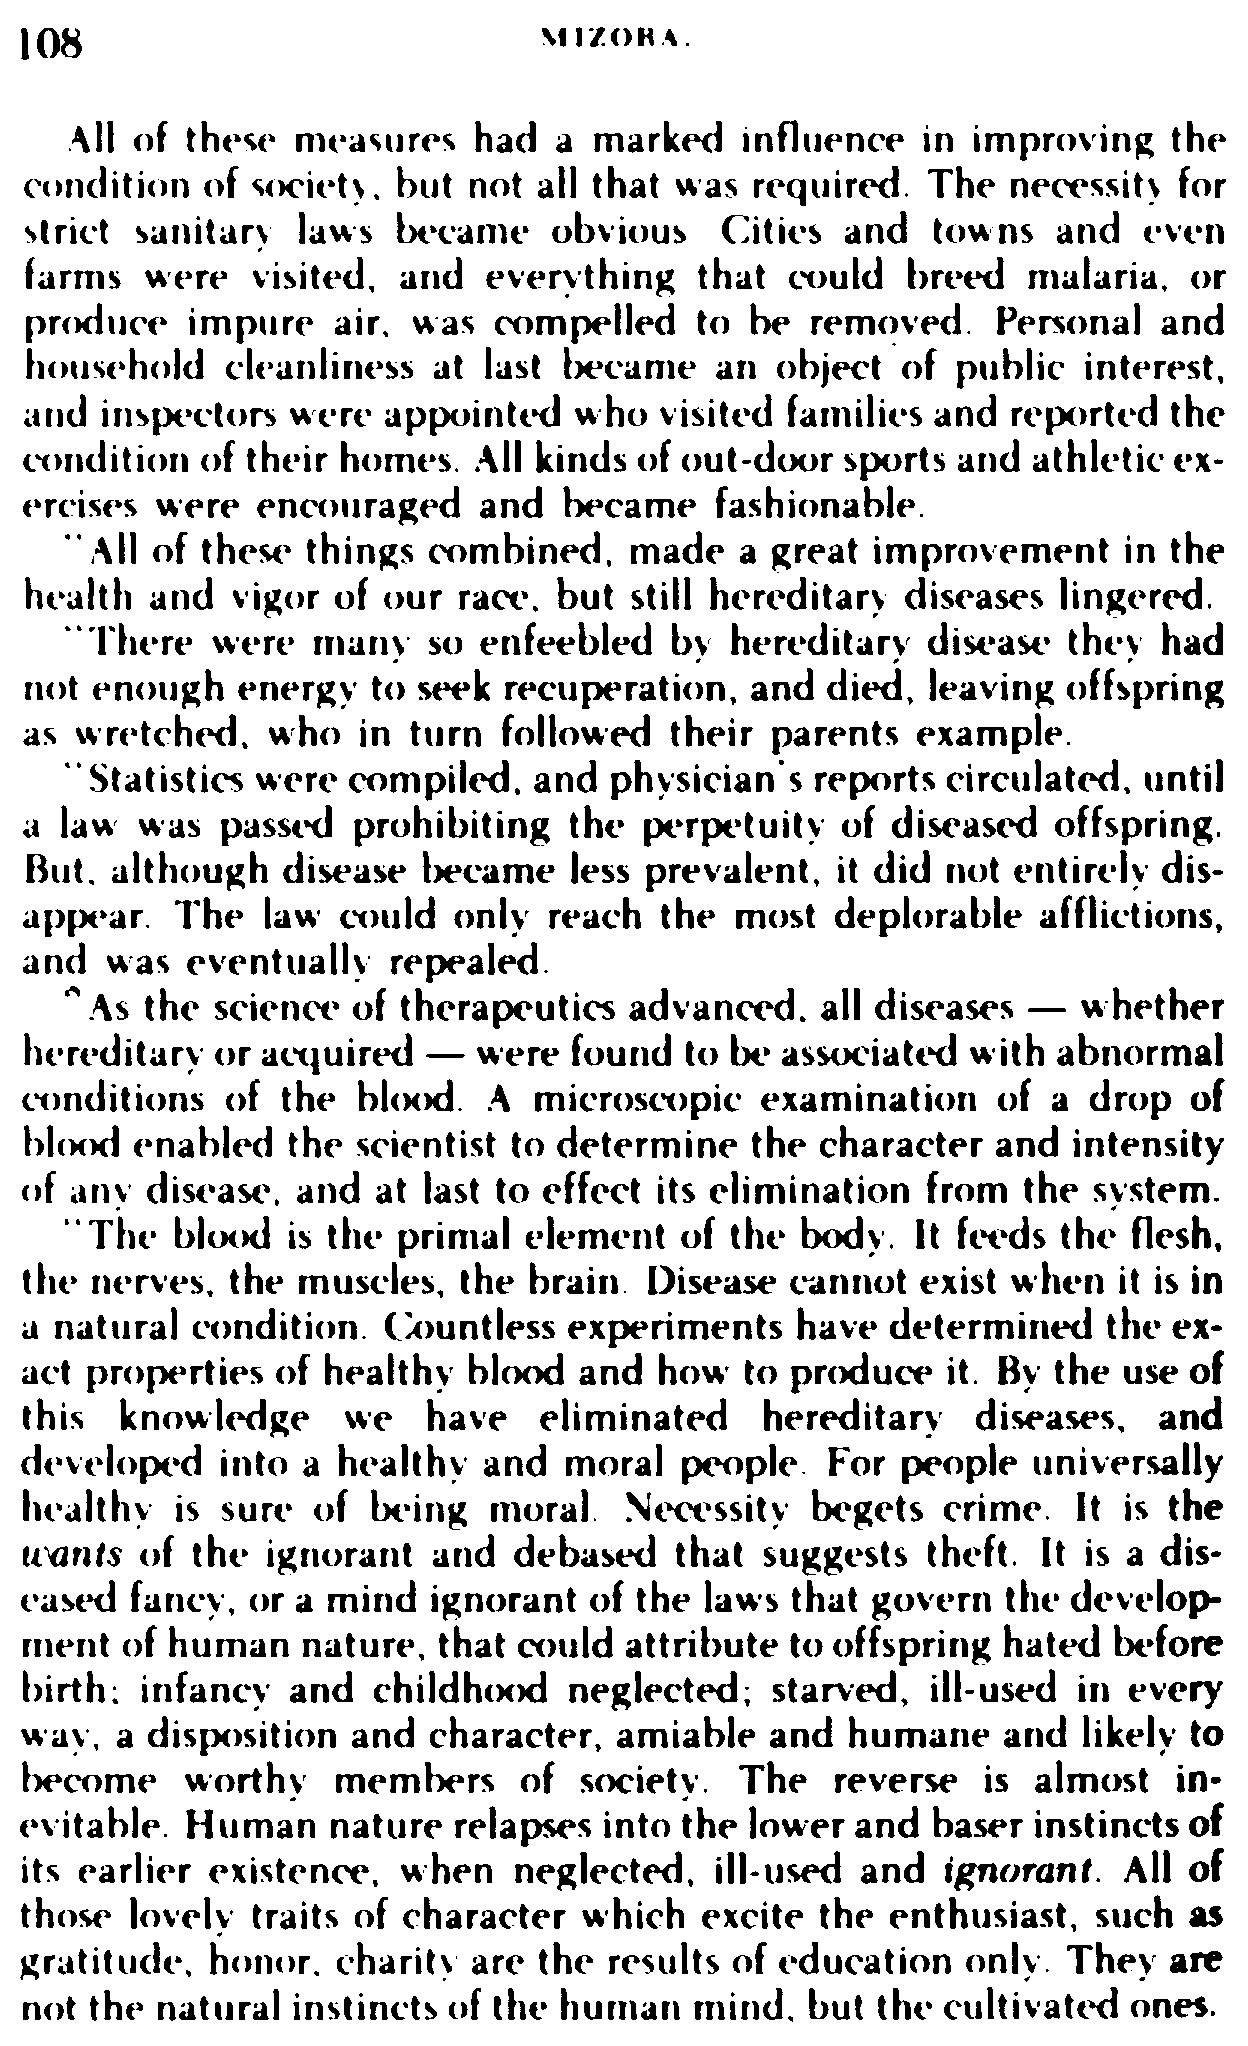 108 MIZORA.
All of these measures had a marked influence in improving the
condition of society, but not all that was required. The necessity for
strict sanitary laws became obvious Cities and towns and even
farms were visited, and everything that could breed malaria, or
produce impure air, was compelled to be removed. Personal and
household cleanliness at last became an object of public interest,
and inspectors were appointed who visited families and reported the
condition of their homes. All kinds of out-door sports and athletic ex-
ercises were encouraged and became fashionable.
"All of these things combined, made a great improvement in the
health and vigor of our race, but still hereditary diseases lingered.
"There were many so enfeebled by hereditary disease they had
not enough energy to seek recuperation, and died, leaving offspring
as wretched, who in turn followed their parents example.
"Statistics were compiled, and physician's reports circulated, until
a law was passed prohibiting the perpetuity of diseased offspring.
But, although disease became less prevalent, it did not entirely dis-
appear. The law could only reach the most deplorable afflictions,
and was eventually repealed.
"As the science of therapeutics advanced, all diseases — whether
hereditary or acquired — were found to be associated with abnormal
conditions of the blood. A microscopic examination of a drop of
blood enabled the scientist to determine the character and intensity
of any disease, and at last to effect its elimination from the system.
"The blood is the primal element of the body. It feeds the flesh,
the nerves, the muscles, the brain. Disease cannot exist when it is in
a natural condition. Countless experiments have determined the ex-
act properties of healthy blood and how to produce it. By the use of
this knowledge we have eliminated hereditary diseases, and
developed into a healthy and moral people. For people universally
healthy is sure of being moral. Necessity begets crime. It is the
wants of the ignorant and debased that suggests theft. It is a dis-
eased fancy, or a mind ignorant of the laws that govern the develop-
ment of human nature, that could attribute to offspring hated before
birth; infancy and childhood neglected; starved, ill-used in every
way, a disposition and character, amiable and humane and likely to
become worthy members of society. The reverse is almost in-
evitable. Human nature relapses into the lower and baser instincts of
its earlier existence, when neglected, ill-used and ignorant. All of
those lovely traits of character which excite the enthusiast, such as
gratitude, honor, charity are the results of education only. They are
not the natural instincts of the human mind, but the cultivated ones.